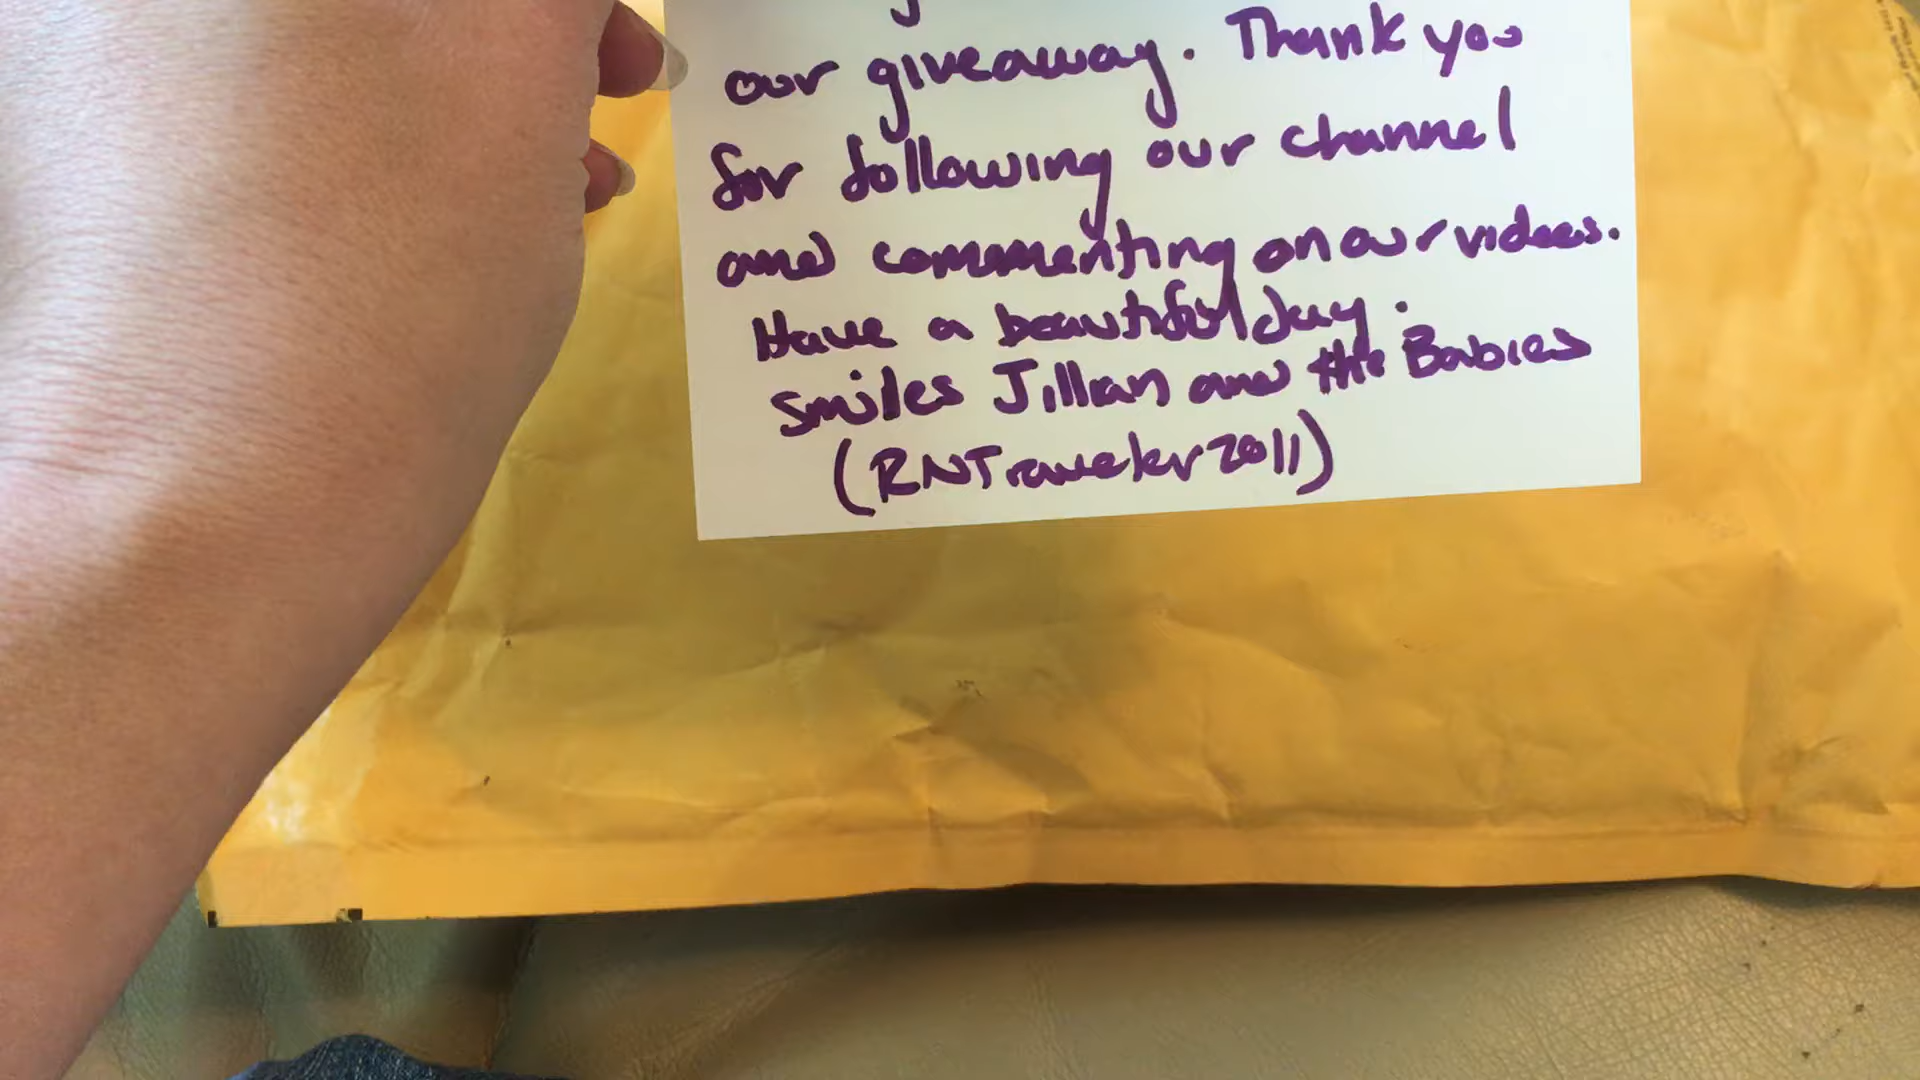 our giveaway. Thank you
for following our channel
and commenting on our videos.
Have a beautiful day.
Smiles Jillian and the Babies
(RNTraveler2011)